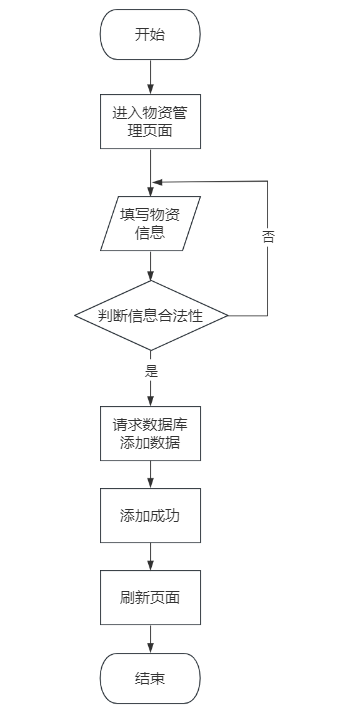 开始
进入物资管
理页面
填写物资
信息
否
判断信息合法性
是
请求数据库
添加数据
添加成功
刷新页面
结束